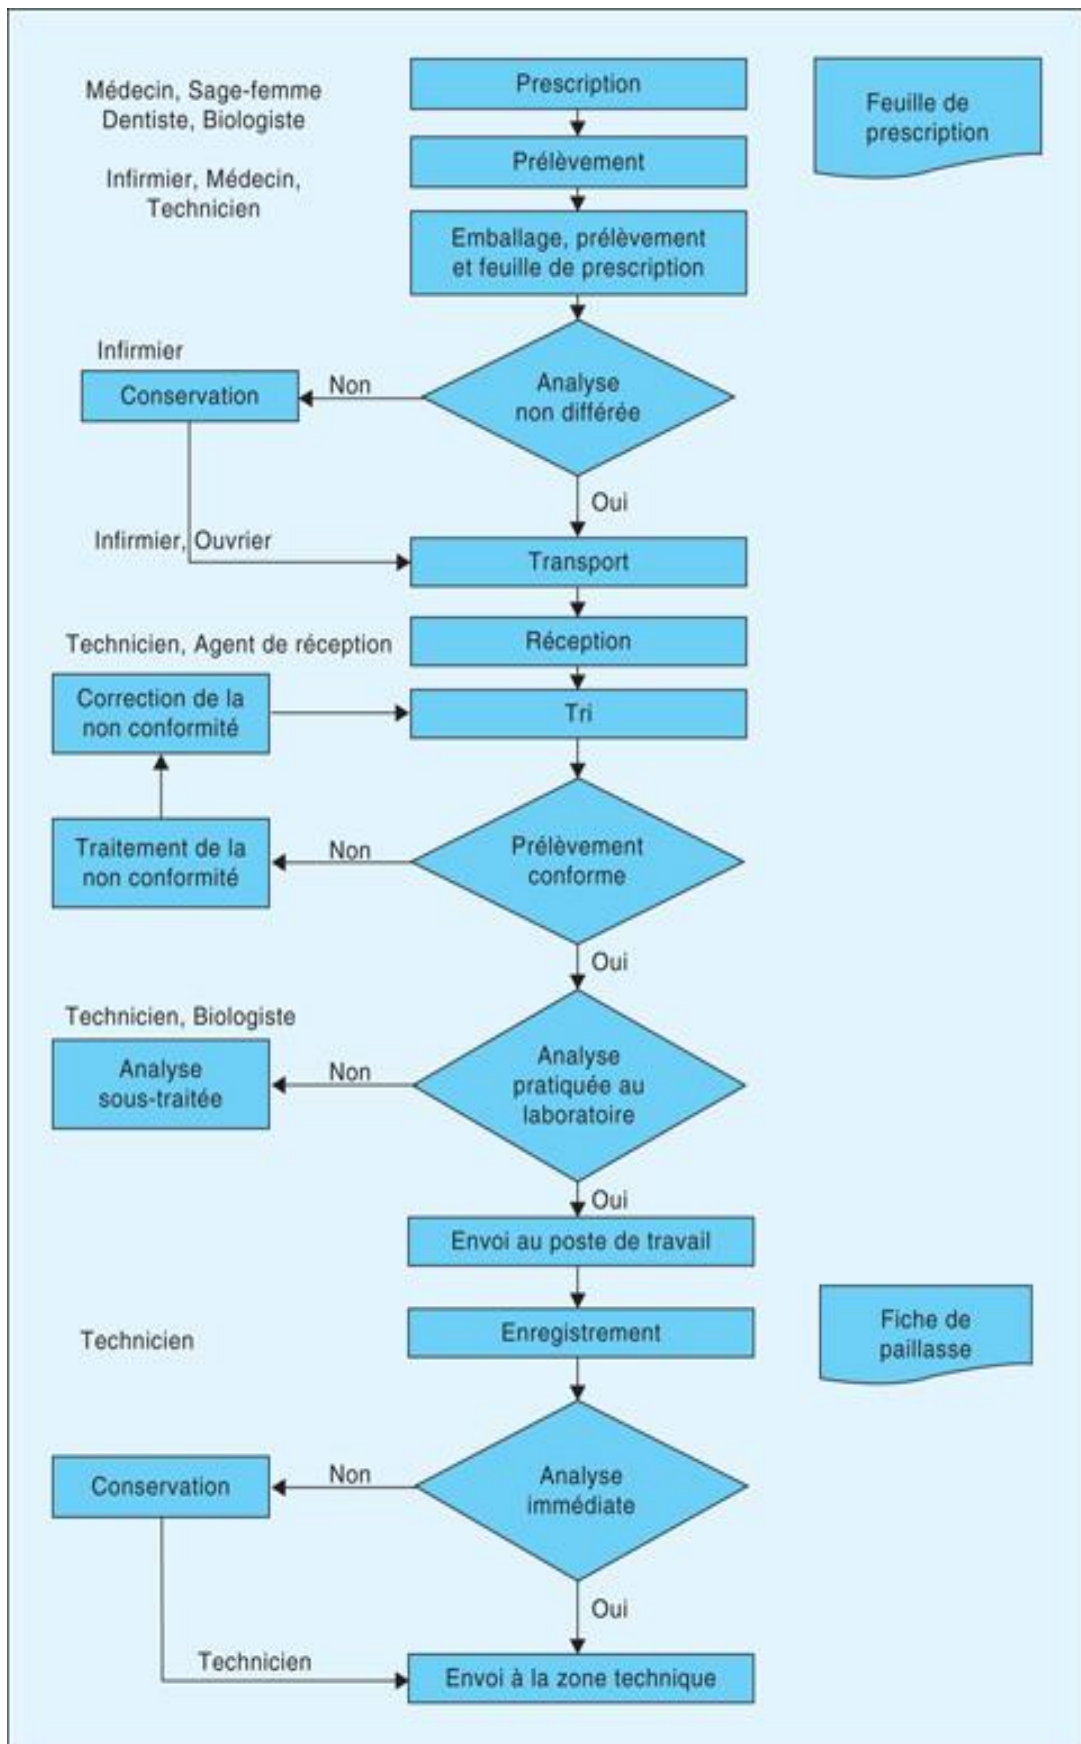 Médecin, Sage-femme
Dentiste, Biologiste
Prescription
Feuille de
prescription
Infirmier, Médecin,
Technicien
Prélèvement
Emballage, prélèvement
et feuille de prescription
Infirmier
Conservation
Non
Analyse
non différée
Oui
Infirmier, Ouvrier
Transport
Réception
Technicien, Agent de réception
Correction de la
non conformité
Tri
Traitement de la
non conformité
Non
Prélèvement
conforme
Oui
Technicien, Biologiste
Analyse
sous-traitée
Non
Analyse
pratiquée au
laboratoire
Oui
Envoi au poste de travail
Technicien
Enregistrement
Fiche de
paillasse
Conservation
Non
Analyse
immédiate
Oui
Technicien
Envoi à la zone technique